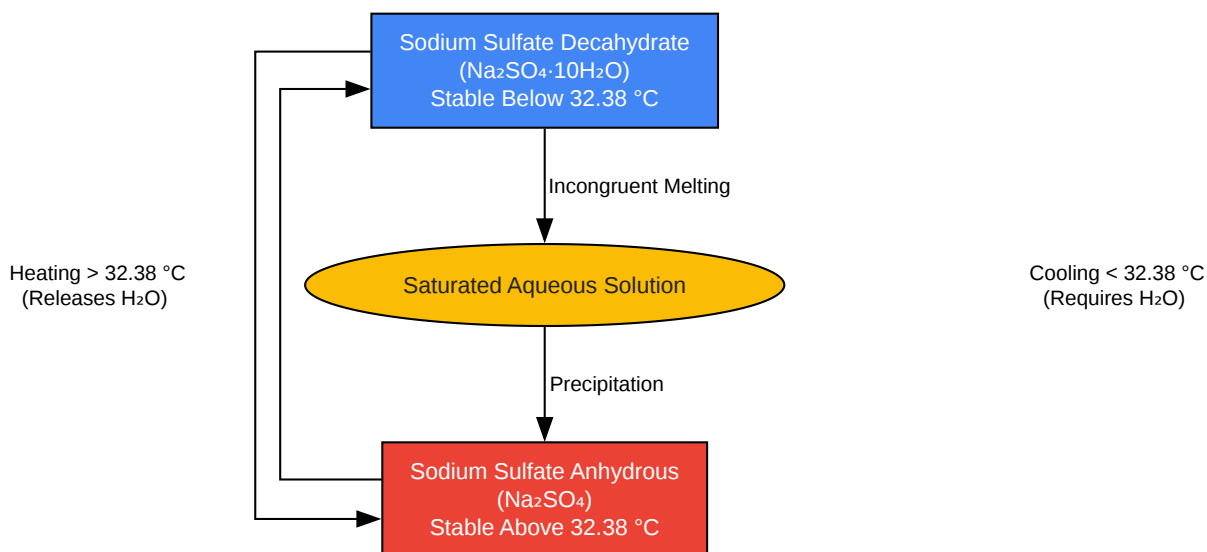 Sodium Sulfate Decahydrate
(Na₂SO₄·10H₂O)
Stable Below 32.38 °C
Incongruent Melting
Heating > 32.38 °C
(Releases H₂O)
Saturated Aqueous Solution
Cooling < 32.38 °C
(Requires H₂O)
Precipitation
Sodium Sulfate Anhydrous
(Na₂SO₄)
Stable Above 32.38 °C